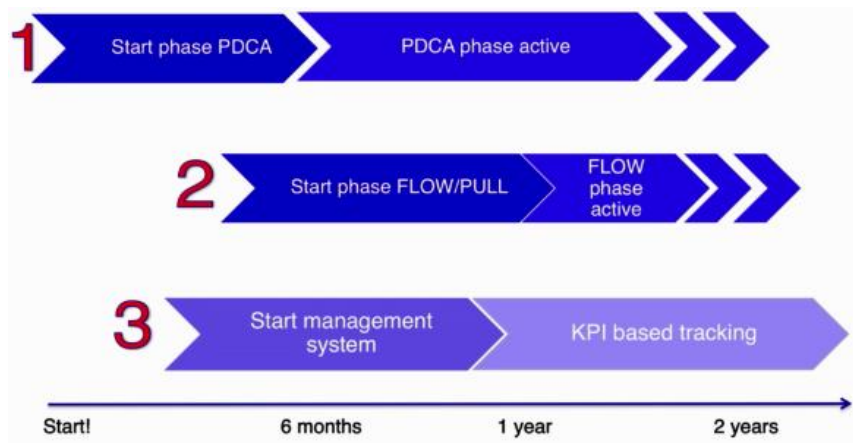 1
Start phase PDCA
PDCA phase active
2
Start phase FLOW/PULL
FLOW
phase
active
3
Start management
system
KPI based tracking
Start!
6 months
1 year
2 years